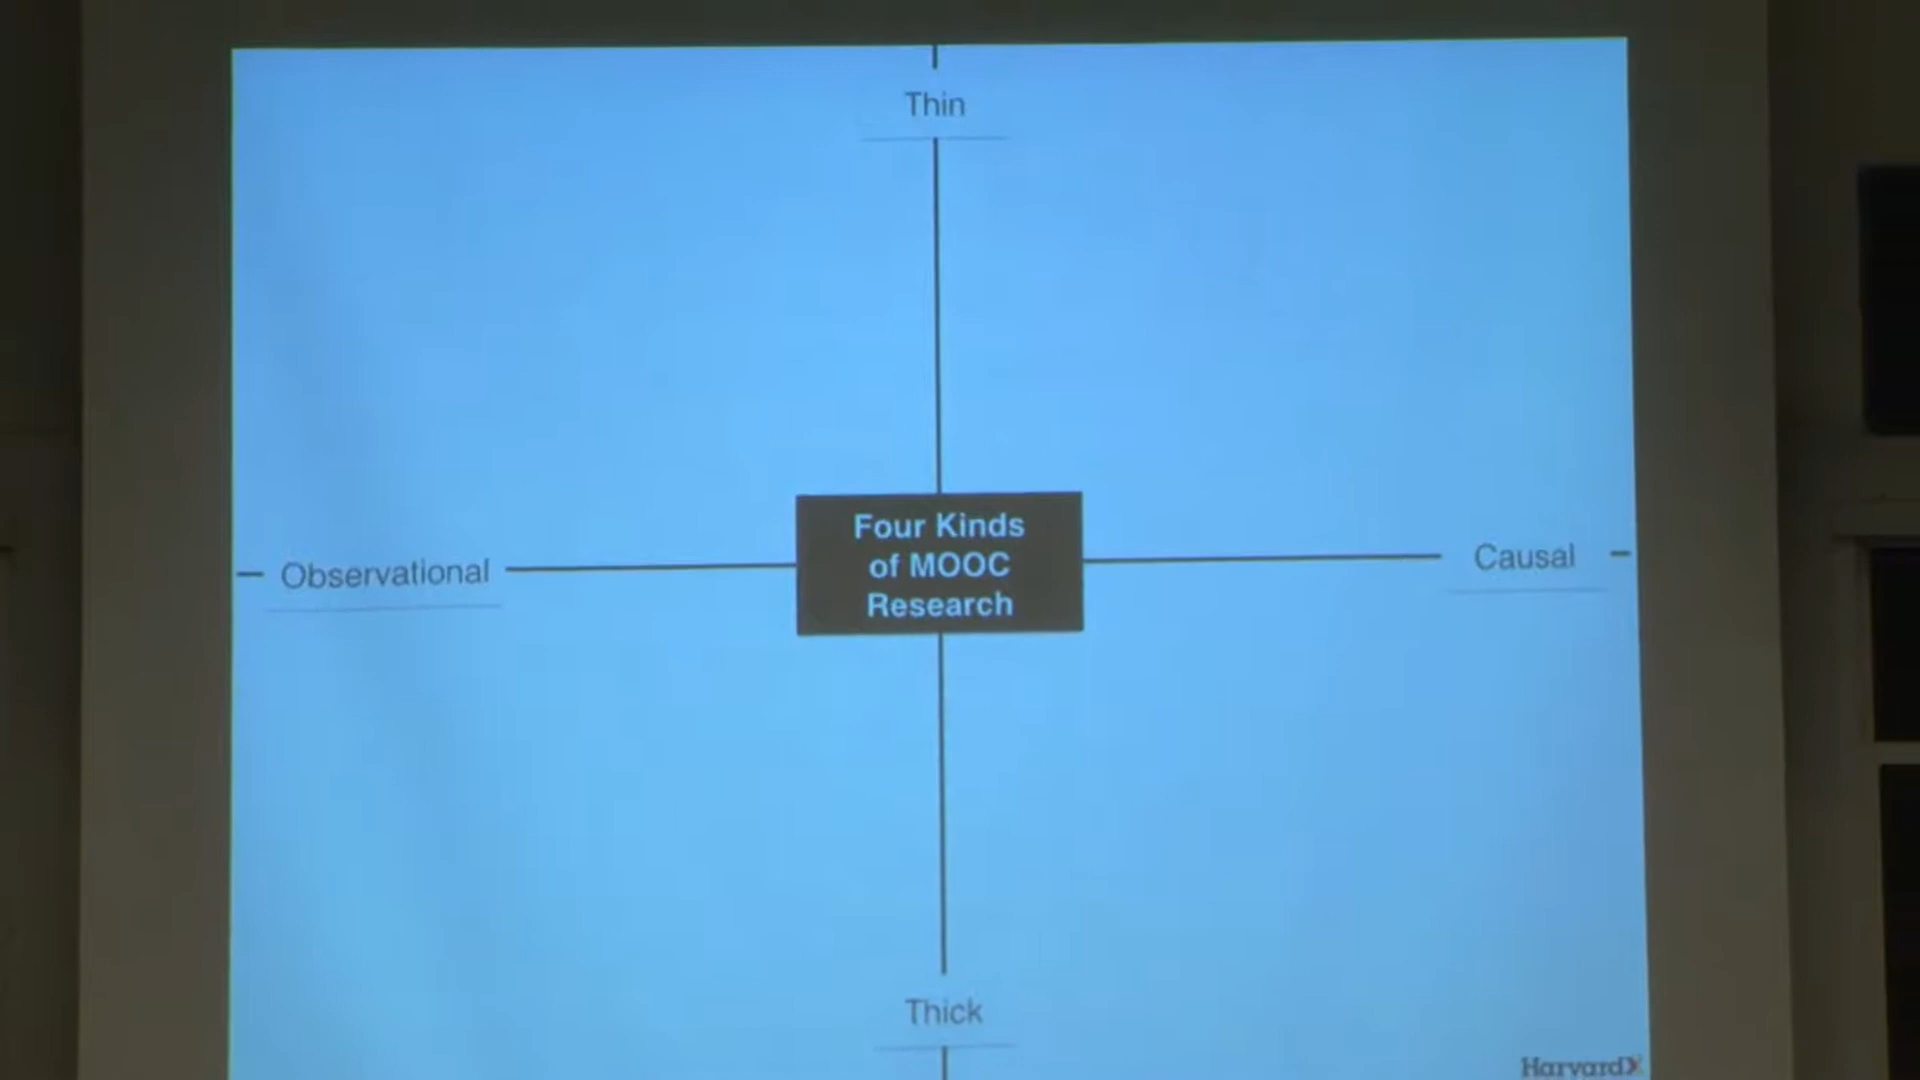 Thin
Four Kinds
of MOOC
Research
Observational
Causal
Thick
HarvardX